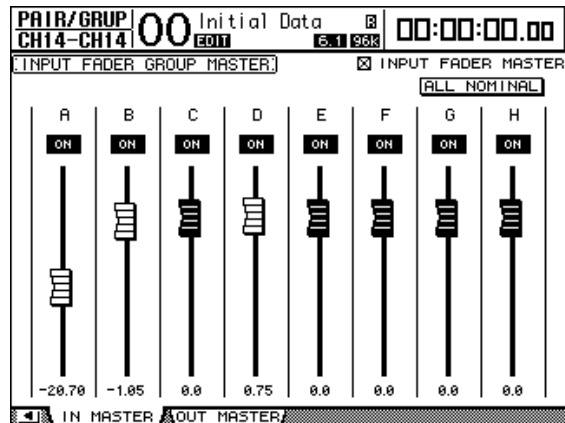 PAIR/GRUP
CH14-CH14
00 Initial Data R
EDIT 6.1 96k
00:00:00.00
INPUT FADER GROUP MASTER
INPUT FADER MASTER
ALL NOMINAL
A B C D E F G H
ON ON ON ON ON ON ON ON
-20.70 -1.05 0.0 0.75 0.0 0.0 0.0 0.0
IN MASTER OUT MASTER